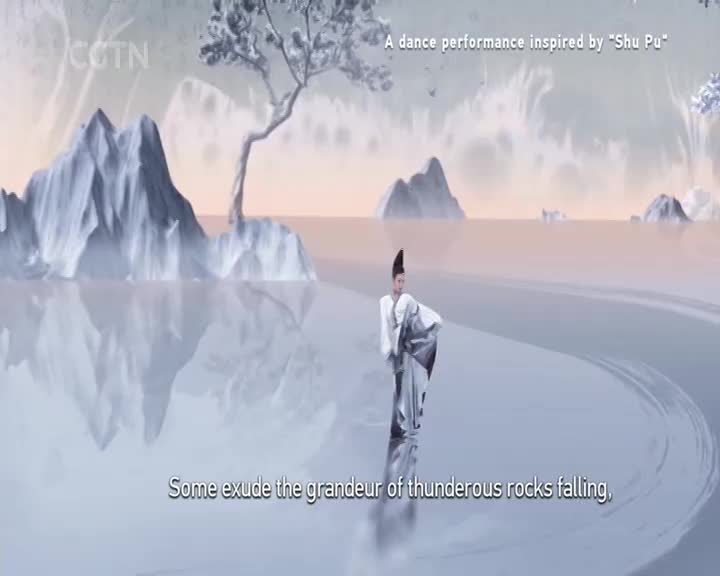 CGTN
A dance performance inspired by "Shu Pu"
Some exude the grandeur of thunderous rocks falling,